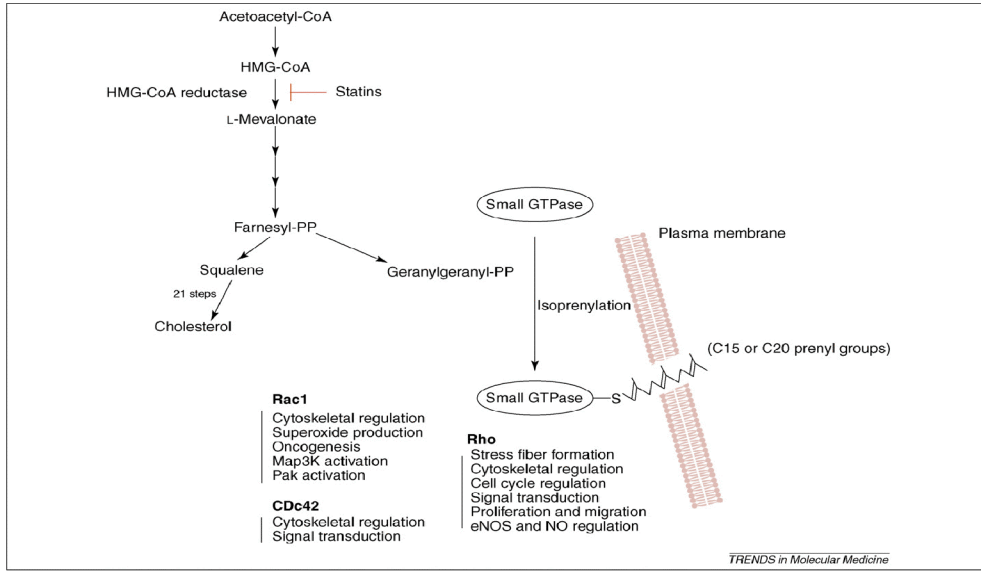 Acetoacetyl-CoA
HMG-CoA
HMG-CoA reductase
Statins
L-Mevalonate
Farnesyl-PP
Squalene
Geranylgeranyl-PP
21 steps
Cholesterol
Small GTPase
Plasma membrane
Isoprenylation
(C15 or C20 prenyl groups)
Small GTPase
S
Rac1
Cytoskeletal regulation
Superoxide production
Oncogenesis
Map3K activation
Pak activation
CDc42
Cytoskeletal regulation
Signal transduction
Rho
Stress fiber formation
Cytoskeletal regulation
Cell cycle regulation
Signal transduction
Proliferation and migration
eNOS and NO regulation
TRENDS in Molecular Medicine